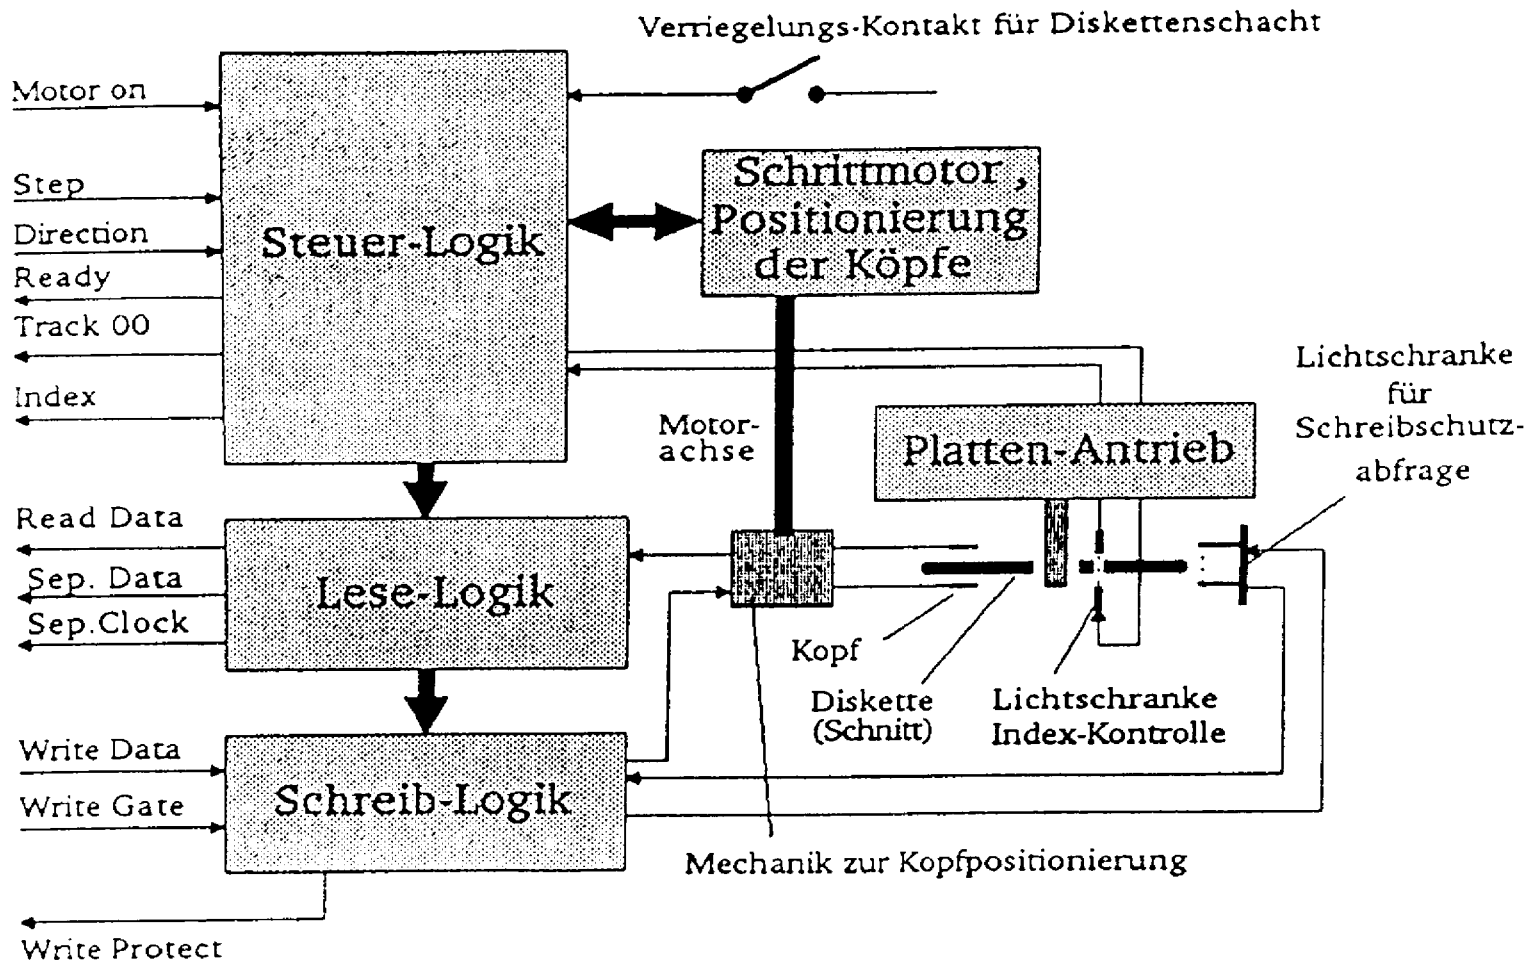 Verriegelungs-Kontakt für Diskettenschacht
Motor on
Step
Direction
Ready
Track 00
Index
Steuer-Logik
Schrittmotor ,
Positionierung
der Köpfe
Motor-
achse
Platten-Antrieb
Lichtschranke
für
Schreibschutz-
abfrage
Read Data
Sep. Data
Sep.Clock
Lese-Logik
Kopf
Diskette
(Schnitt)
Lichtschranke
Index-Kontrolle
Write Data
Write Gate
Schreib-Logik
Mechanik zur Kopfpositionierung
Write Protect